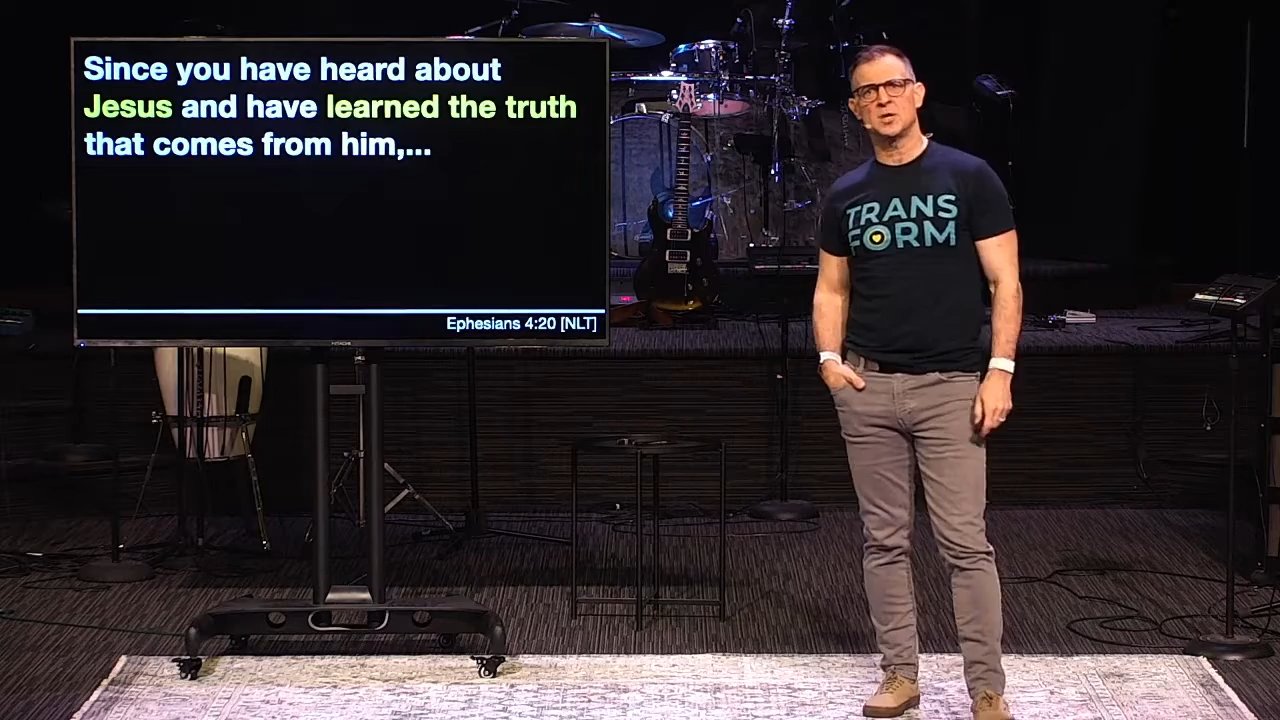 Since you have heard about
Jesus and have learned the truth
that comes from him,...
Ephesians 4:20 [NLT]
HITACHI
TRANS
FORM